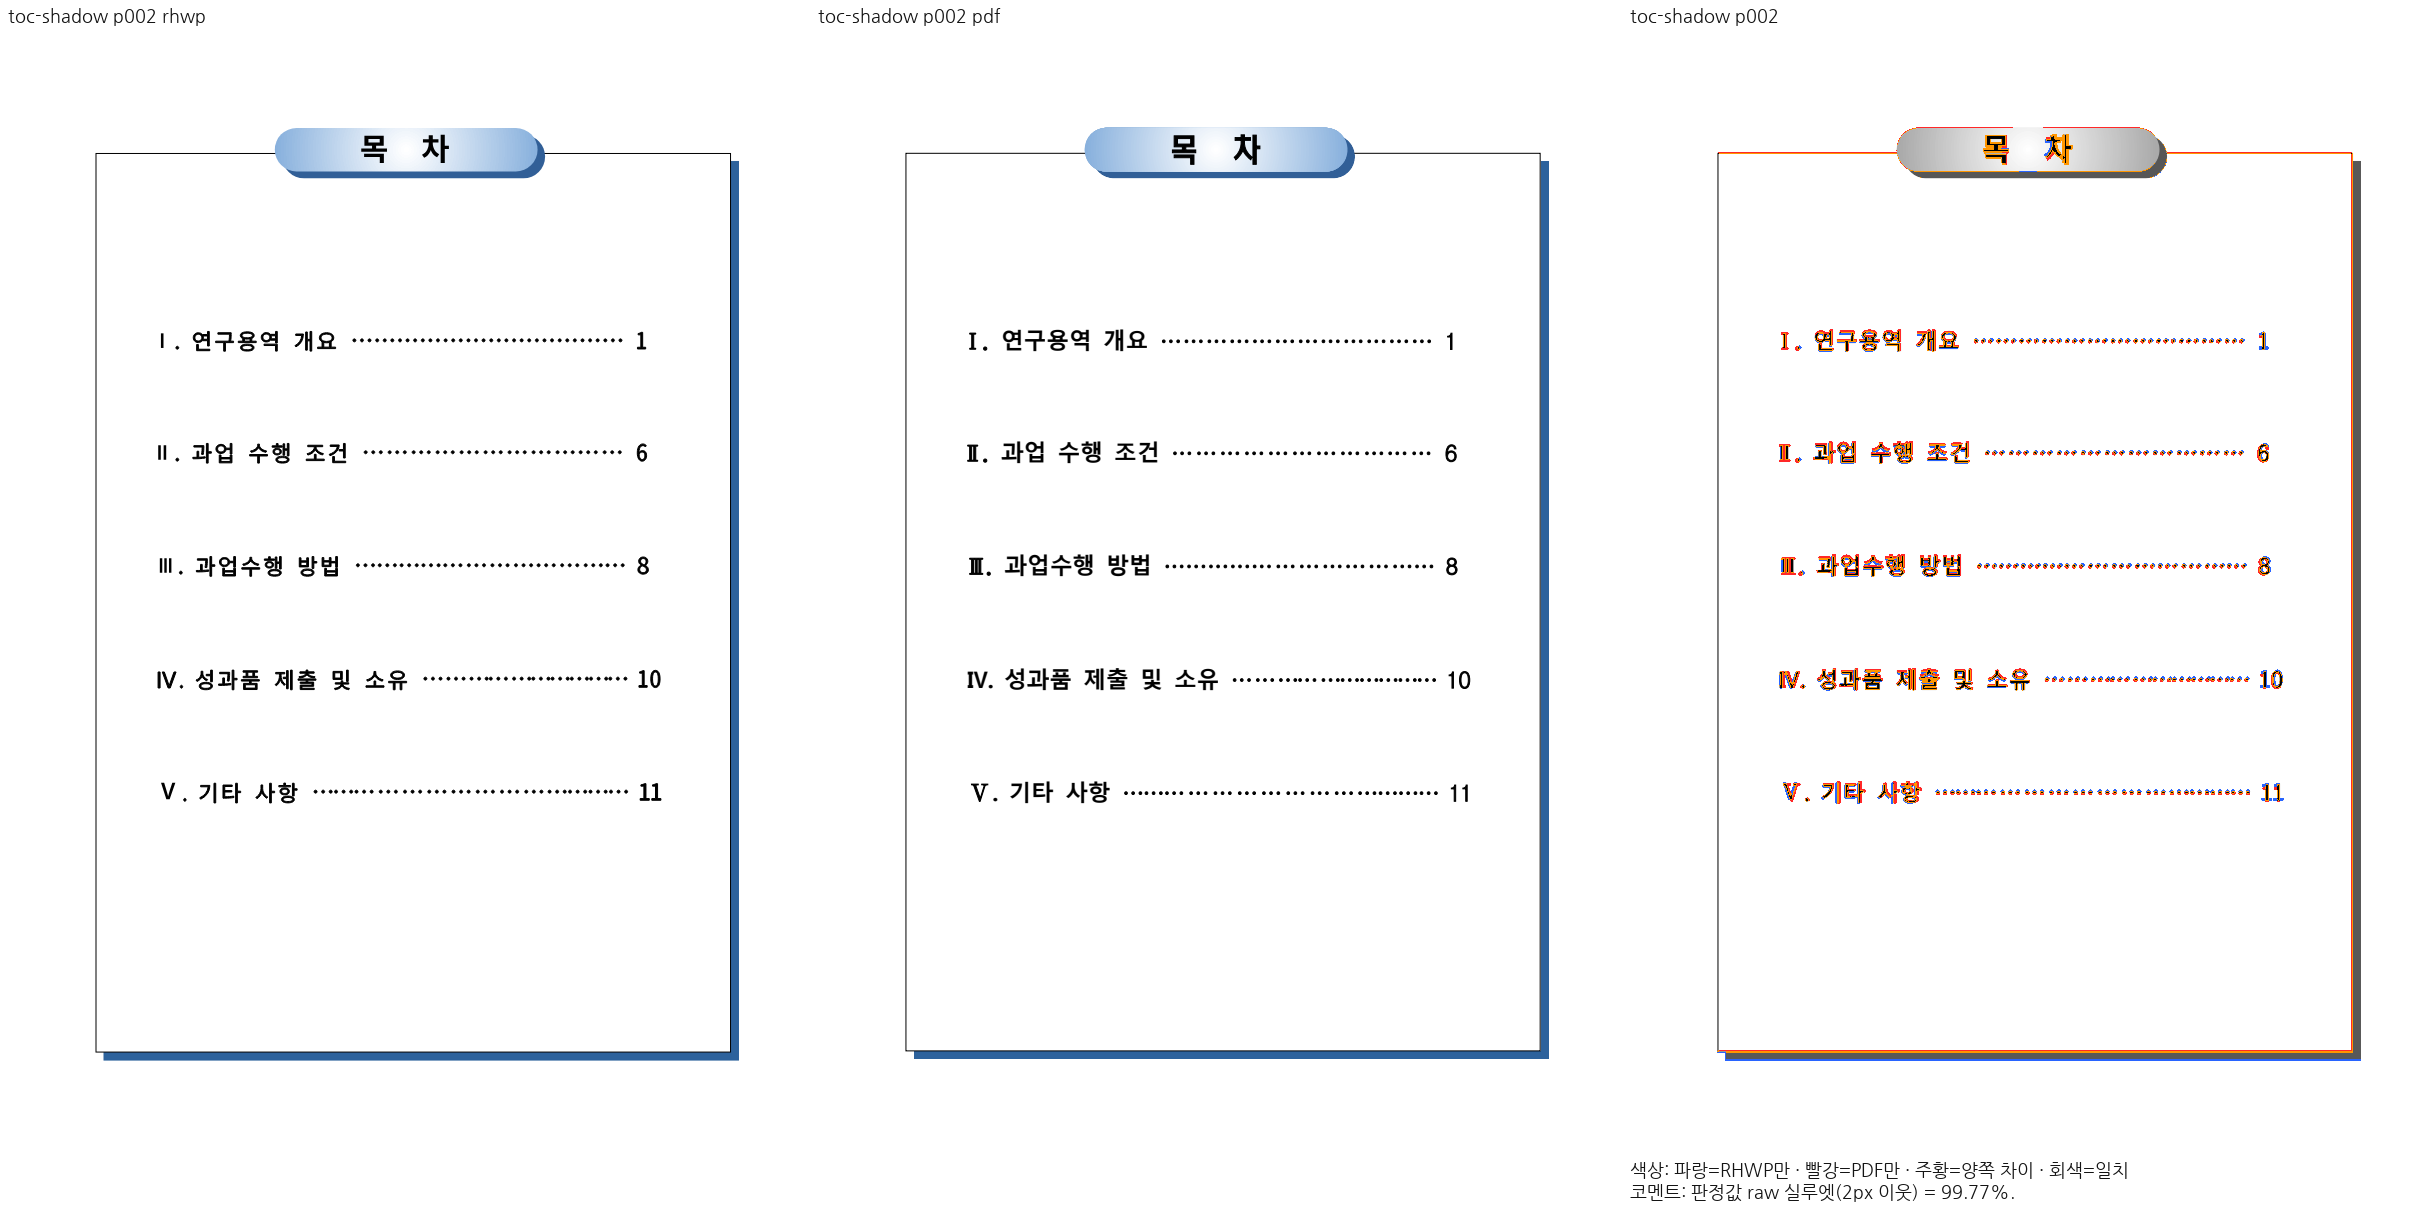 toc-shadow p002 rhwp
목 차
Ⅰ. 연구용역 개요 ···································· 1
Ⅱ. 과업 수행 조건 ································· 6
Ⅲ. 과업수행 방법 ···································· 8
Ⅳ. 성과품 제출 및 소유 ································· 10
Ⅴ. 기타 사항 ······································· 11
toc-shadow p002 pdf
목 차
Ⅰ. 연구용역 개요 ···································· 1
Ⅱ. 과업 수행 조건 ································· 6
Ⅲ. 과업수행 방법 ···································· 8
Ⅳ. 성과품 제출 및 소유 ································· 10
Ⅴ. 기타 사항 ······································· 11
toc-shadow p002
목 차
Ⅰ. 연구용역 개요 ···································· 1
Ⅱ. 과업 수행 조건 ································· 6
Ⅲ. 과업수행 방법 ···································· 8
Ⅳ. 성과품 제출 및 소유 ································· 10
Ⅴ. 기타 사항 ······································· 11
색상: 파랑=RHWP만 · 빨강=PDF만 · 주황=양쪽 차이 · 회색=일치
코멘트: 판정값 raw 실루엣(2px 이웃) = 99.77%.